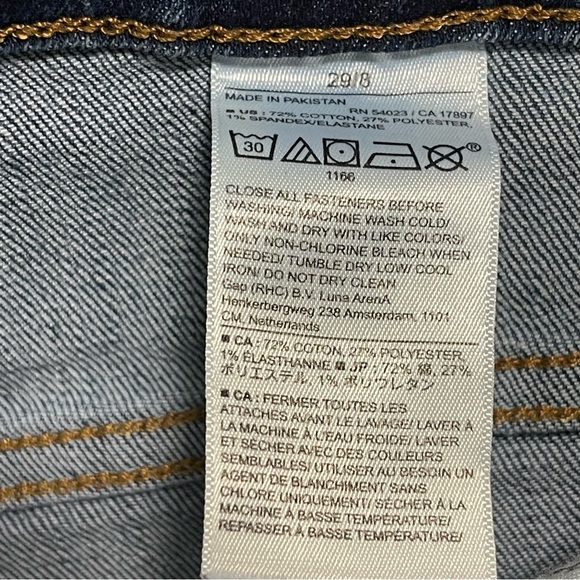 29/8
MADE IN PAKISTAN RN 54023 / CA 17897
■ US : 72% COTTON, 27% POLYESTER,
1% SPANDEX/ELASTANE
30 ®
1166
CLOSE ALL FASTENERS BEFORE
WASHING/ MACHINE WASH COLD/
WASH AND DRY WITH LIKE COLORS/
ONLY NON-CHLORINE BLEACH WHEN
NEEDED/ TUMBLE DRY LOW/ COOL
IRON/ DO NOT DRY CLEAN
Gap (RHC) B.V. Luna ArenA
Henkerbergweg 238 Amsterdam, 1101
CM, Netherlands
■ CA : 72% COTON, 27% POLYESTER,
1% ÉLASTHANNE ■ JP : 72% 綿, 27%
ポリエステル, 1% ポリウレタン
■ CA : FERMER TOUTES LES
ATTACHES AVANT LE LAVAGE/ LAVER À
LA MACHINE À L'EAU FROIDE/ LAVER
ET SÉCHER AVEC DES COULEURS
SEMBLABLES/ UTILISER AU BESOIN UN
AGENT DE BLANCHIMENT SANS
CHLORE UNIQUEMENT/ SÉCHER À LA
MACHINE À BASSE TEMPÉRATURE/
REPASSER À BASSE TEMPÉRATURE/